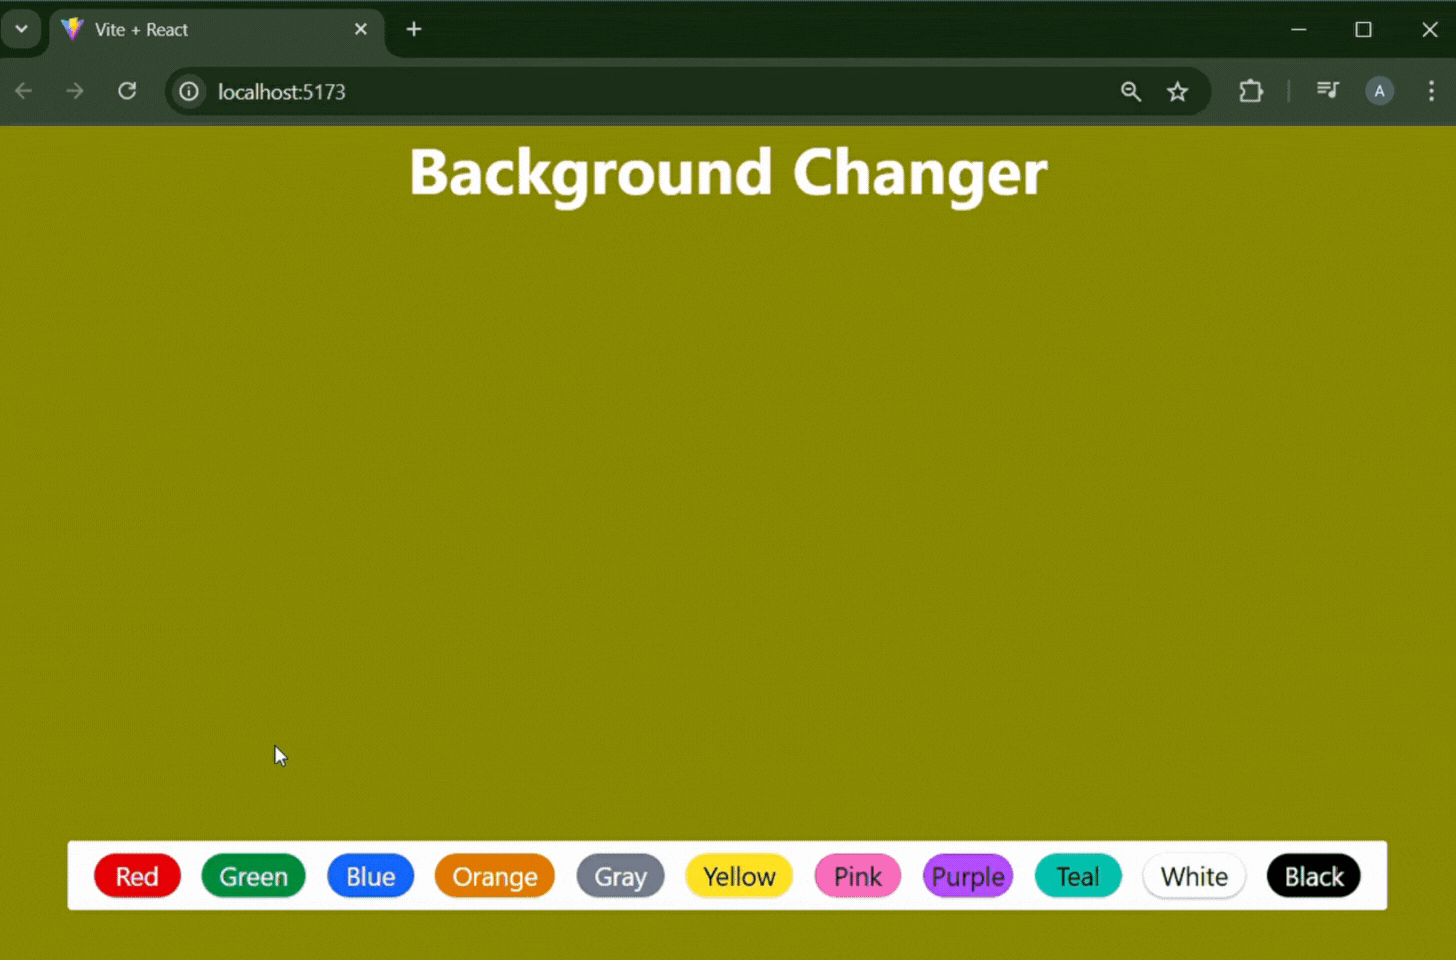 Vite + React
localhost:5173
A
Background Changer
Red Green Blue Orange Gray Yellow Pink Purple Teal White Black